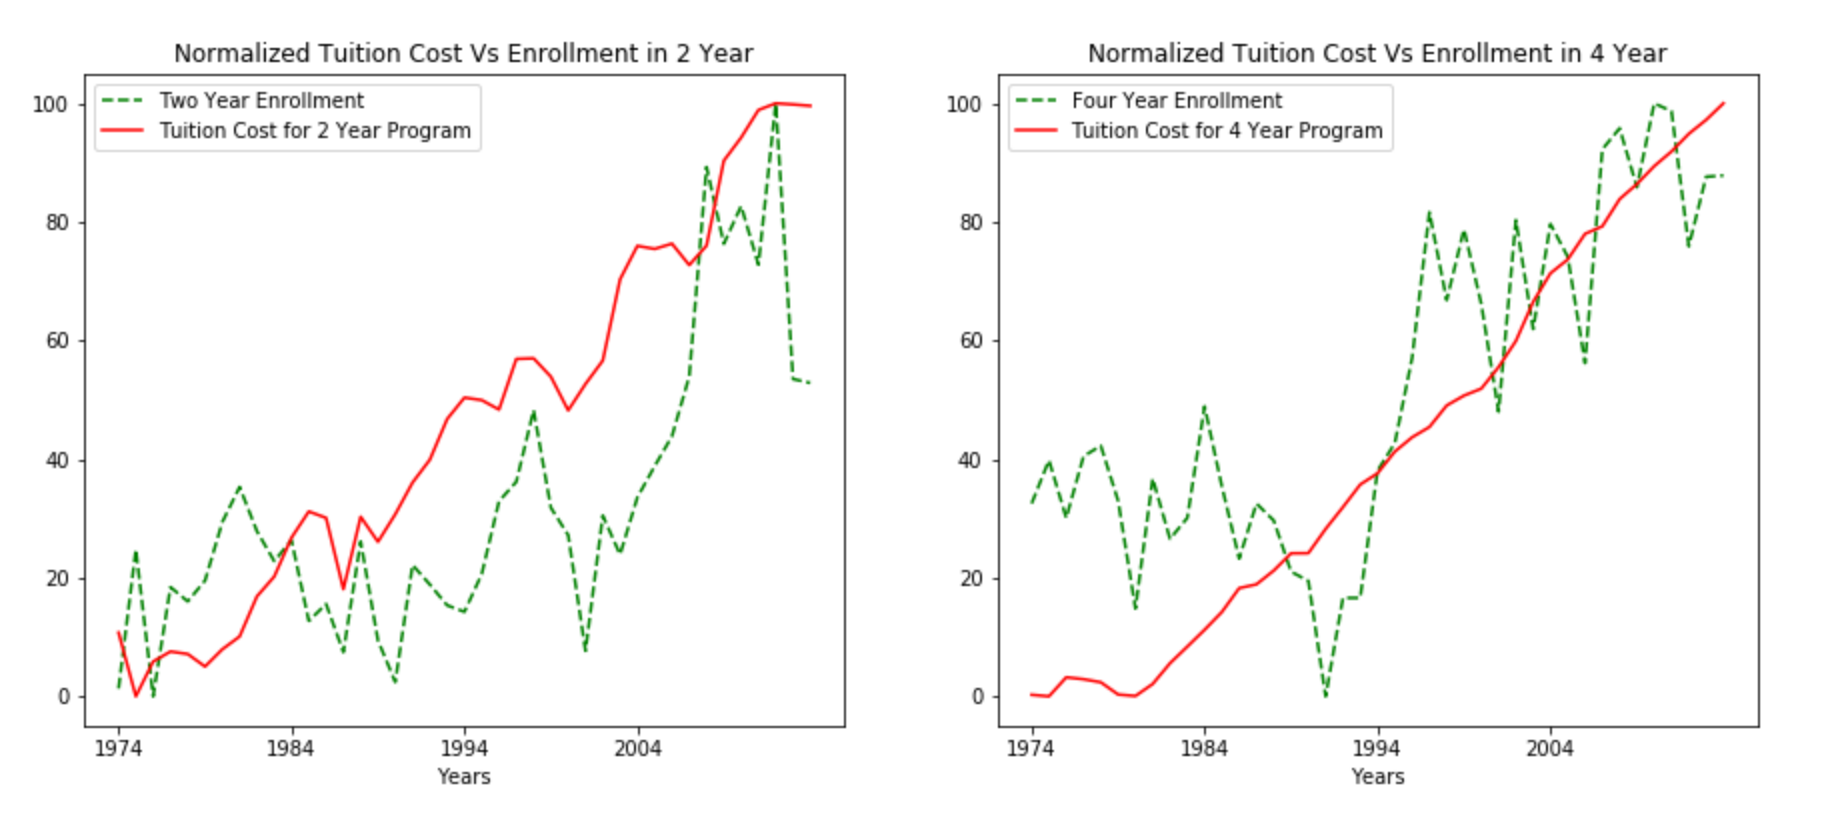 Normalized Tuition Cost Vs Enrollment in 2 Year
Two Year Enrollment
Tuition Cost for 2 Year Program
100
80
60
40
20
0
1974 1984 1994 2004
Years
Normalized Tuition Cost Vs Enrollment in 4 Year
Four Year Enrollment
Tuition Cost for 4 Year Program
100
80
60
40
20
0
1974 1984 1994 2004
Years